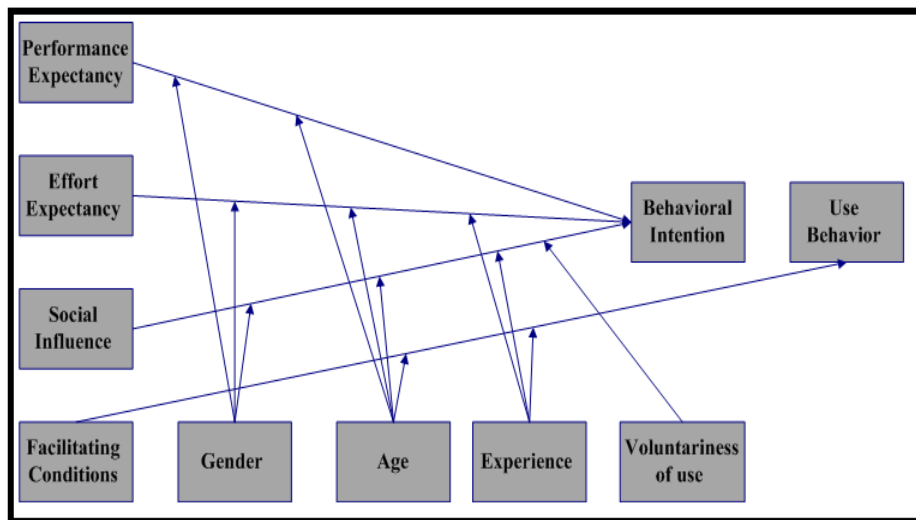 Performance
Expectancy
Effort
Expectancy
Behavioral
Intention
Use
Behavior
Social
Influence
Facilitating
Conditions
Gender
Age
Experience
Voluntariness
of use